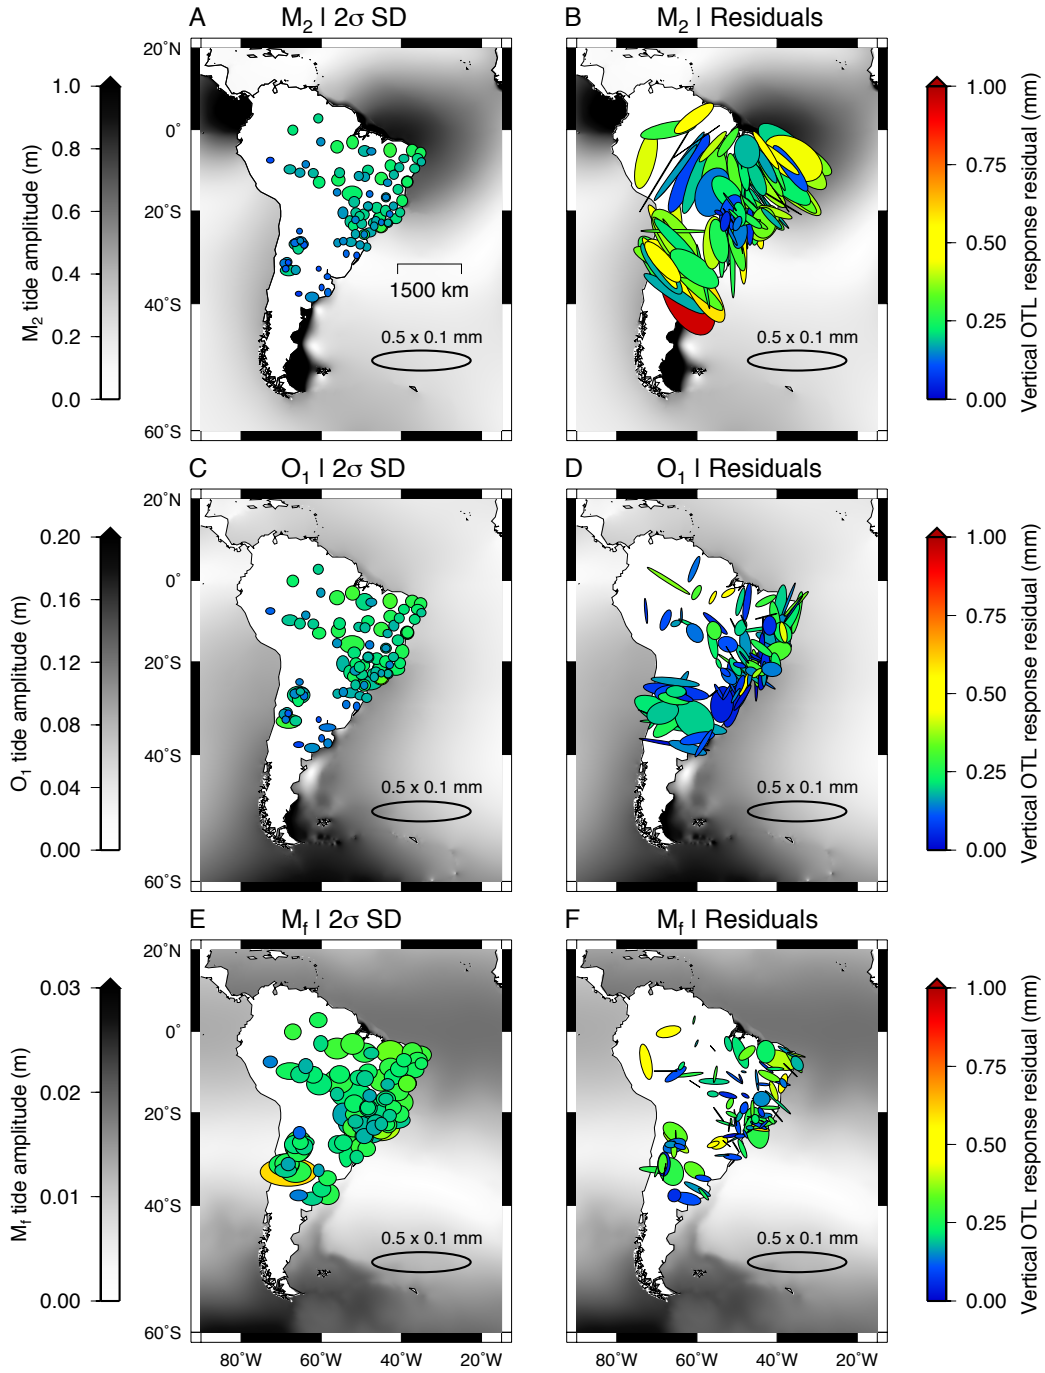 A M₂ | 2σ SD
B M₂ | Residuals
20˚N
0˚
20˚S
40˚S
60˚S
1.0
0.8
0.6
0.4
0.2
0.0
M₂ tide amplitude (m)
1500 km
0.5 x 0.1 mm
0.5 x 0.1 mm
1.00
0.75
0.50
0.25
0.00
Vertical OTL response residual (mm)
C O₁ | 2σ SD
D O₁ | Residuals
20˚N
0˚
20˚S
40˚S
60˚S
0.20
0.16
0.12
0.08
0.04
0.00
O₁ tide amplitude (m)
0.5 x 0.1 mm
0.5 x 0.1 mm
1.00
0.75
0.50
0.25
0.00
Vertical OTL response residual (mm)
E M_f | 2σ SD
F M_f | Residuals
20˚N
0˚
20˚S
40˚S
60˚S
0.03
0.02
0.01
0.00
M_f tide amplitude (m)
0.5 x 0.1 mm
0.5 x 0.1 mm
1.00
0.75
0.50
0.25
0.00
Vertical OTL response residual (mm)
80˚W 60˚W 40˚W 20˚W
80˚W 60˚W 40˚W 20˚W